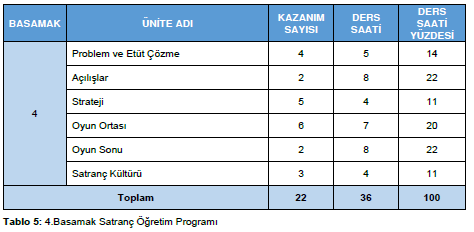 BASAMAK ÜNİTE ADI KAZANIM SAYISI DERS SAATİ DERS SAATİ YÜZDESİ
4
Problem ve Etüt Çözme 4 5 14
Açılışlar 2 8 22
Strateji 5 4 11
Oyun Ortası 6 7 20
Oyun Sonu 2 8 22
Satranç Kültürü 3 4 11
Toplam 22 36 100
Tablo 5: 4.Basamak Satranç Öğretim Programı